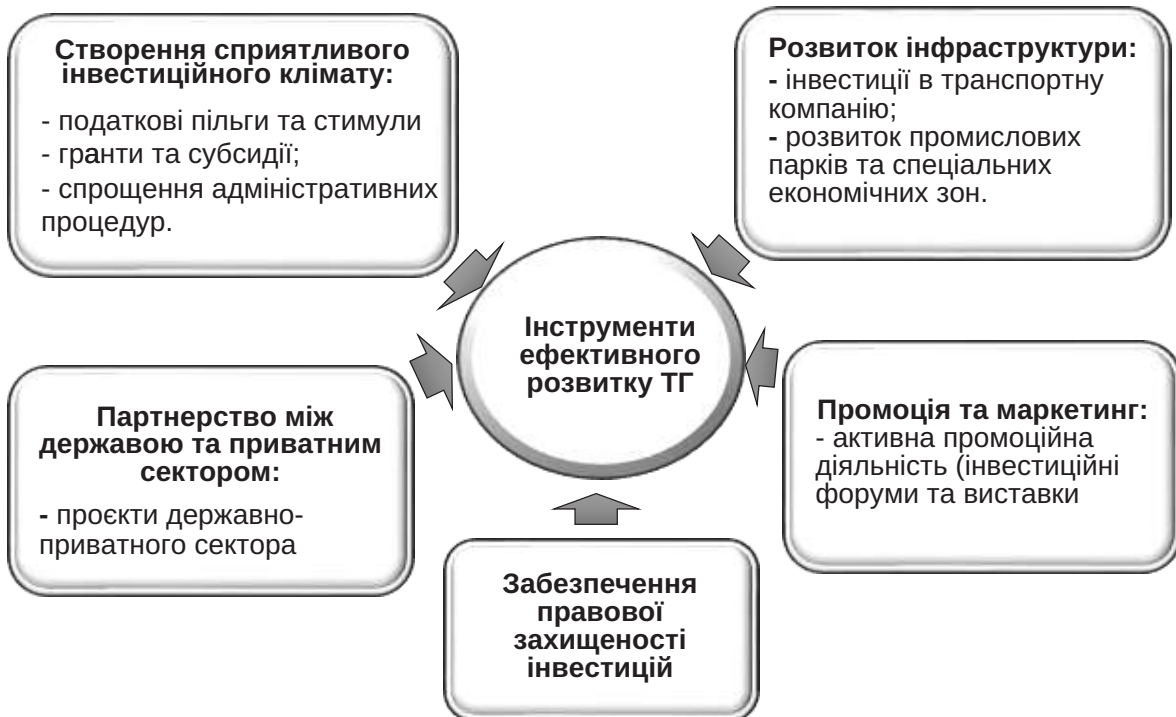 Створення сприятливого
інвестиційного клімату:
- податкові пільги та стимули
- гранти та субсидії;
- спрощення адміністративних
процедур.
Розвиток інфраструктури:
- інвестиції в транспортну
компанію;
- розвиток промислових
парків та спеціальних
економічних зон.
Інструменти
ефективного
розвитку ТГ
Партнерство між
державою та приватним
сектором:
- проєкти державно-
приватного сектора
Промоція та маркетинг:
- активна промоційна
діяльність (інвестиційні
форуми та виставки
Забезпечення
правової
захищеності
інвестицій